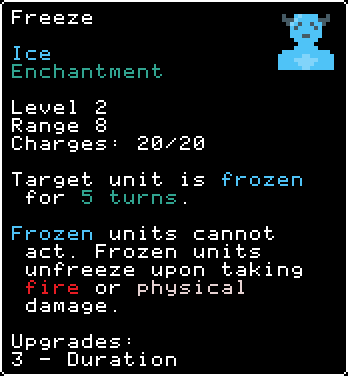 Freeze
Ice
Enchantment
Level 2
Range 8
Charges: 20/20
Target unit is frozen
for 5 turns.
Frozen units cannot
act. Frozen units
unfreeze upon taking
fire or physical
damage.
Upgrades:
3 - Duration